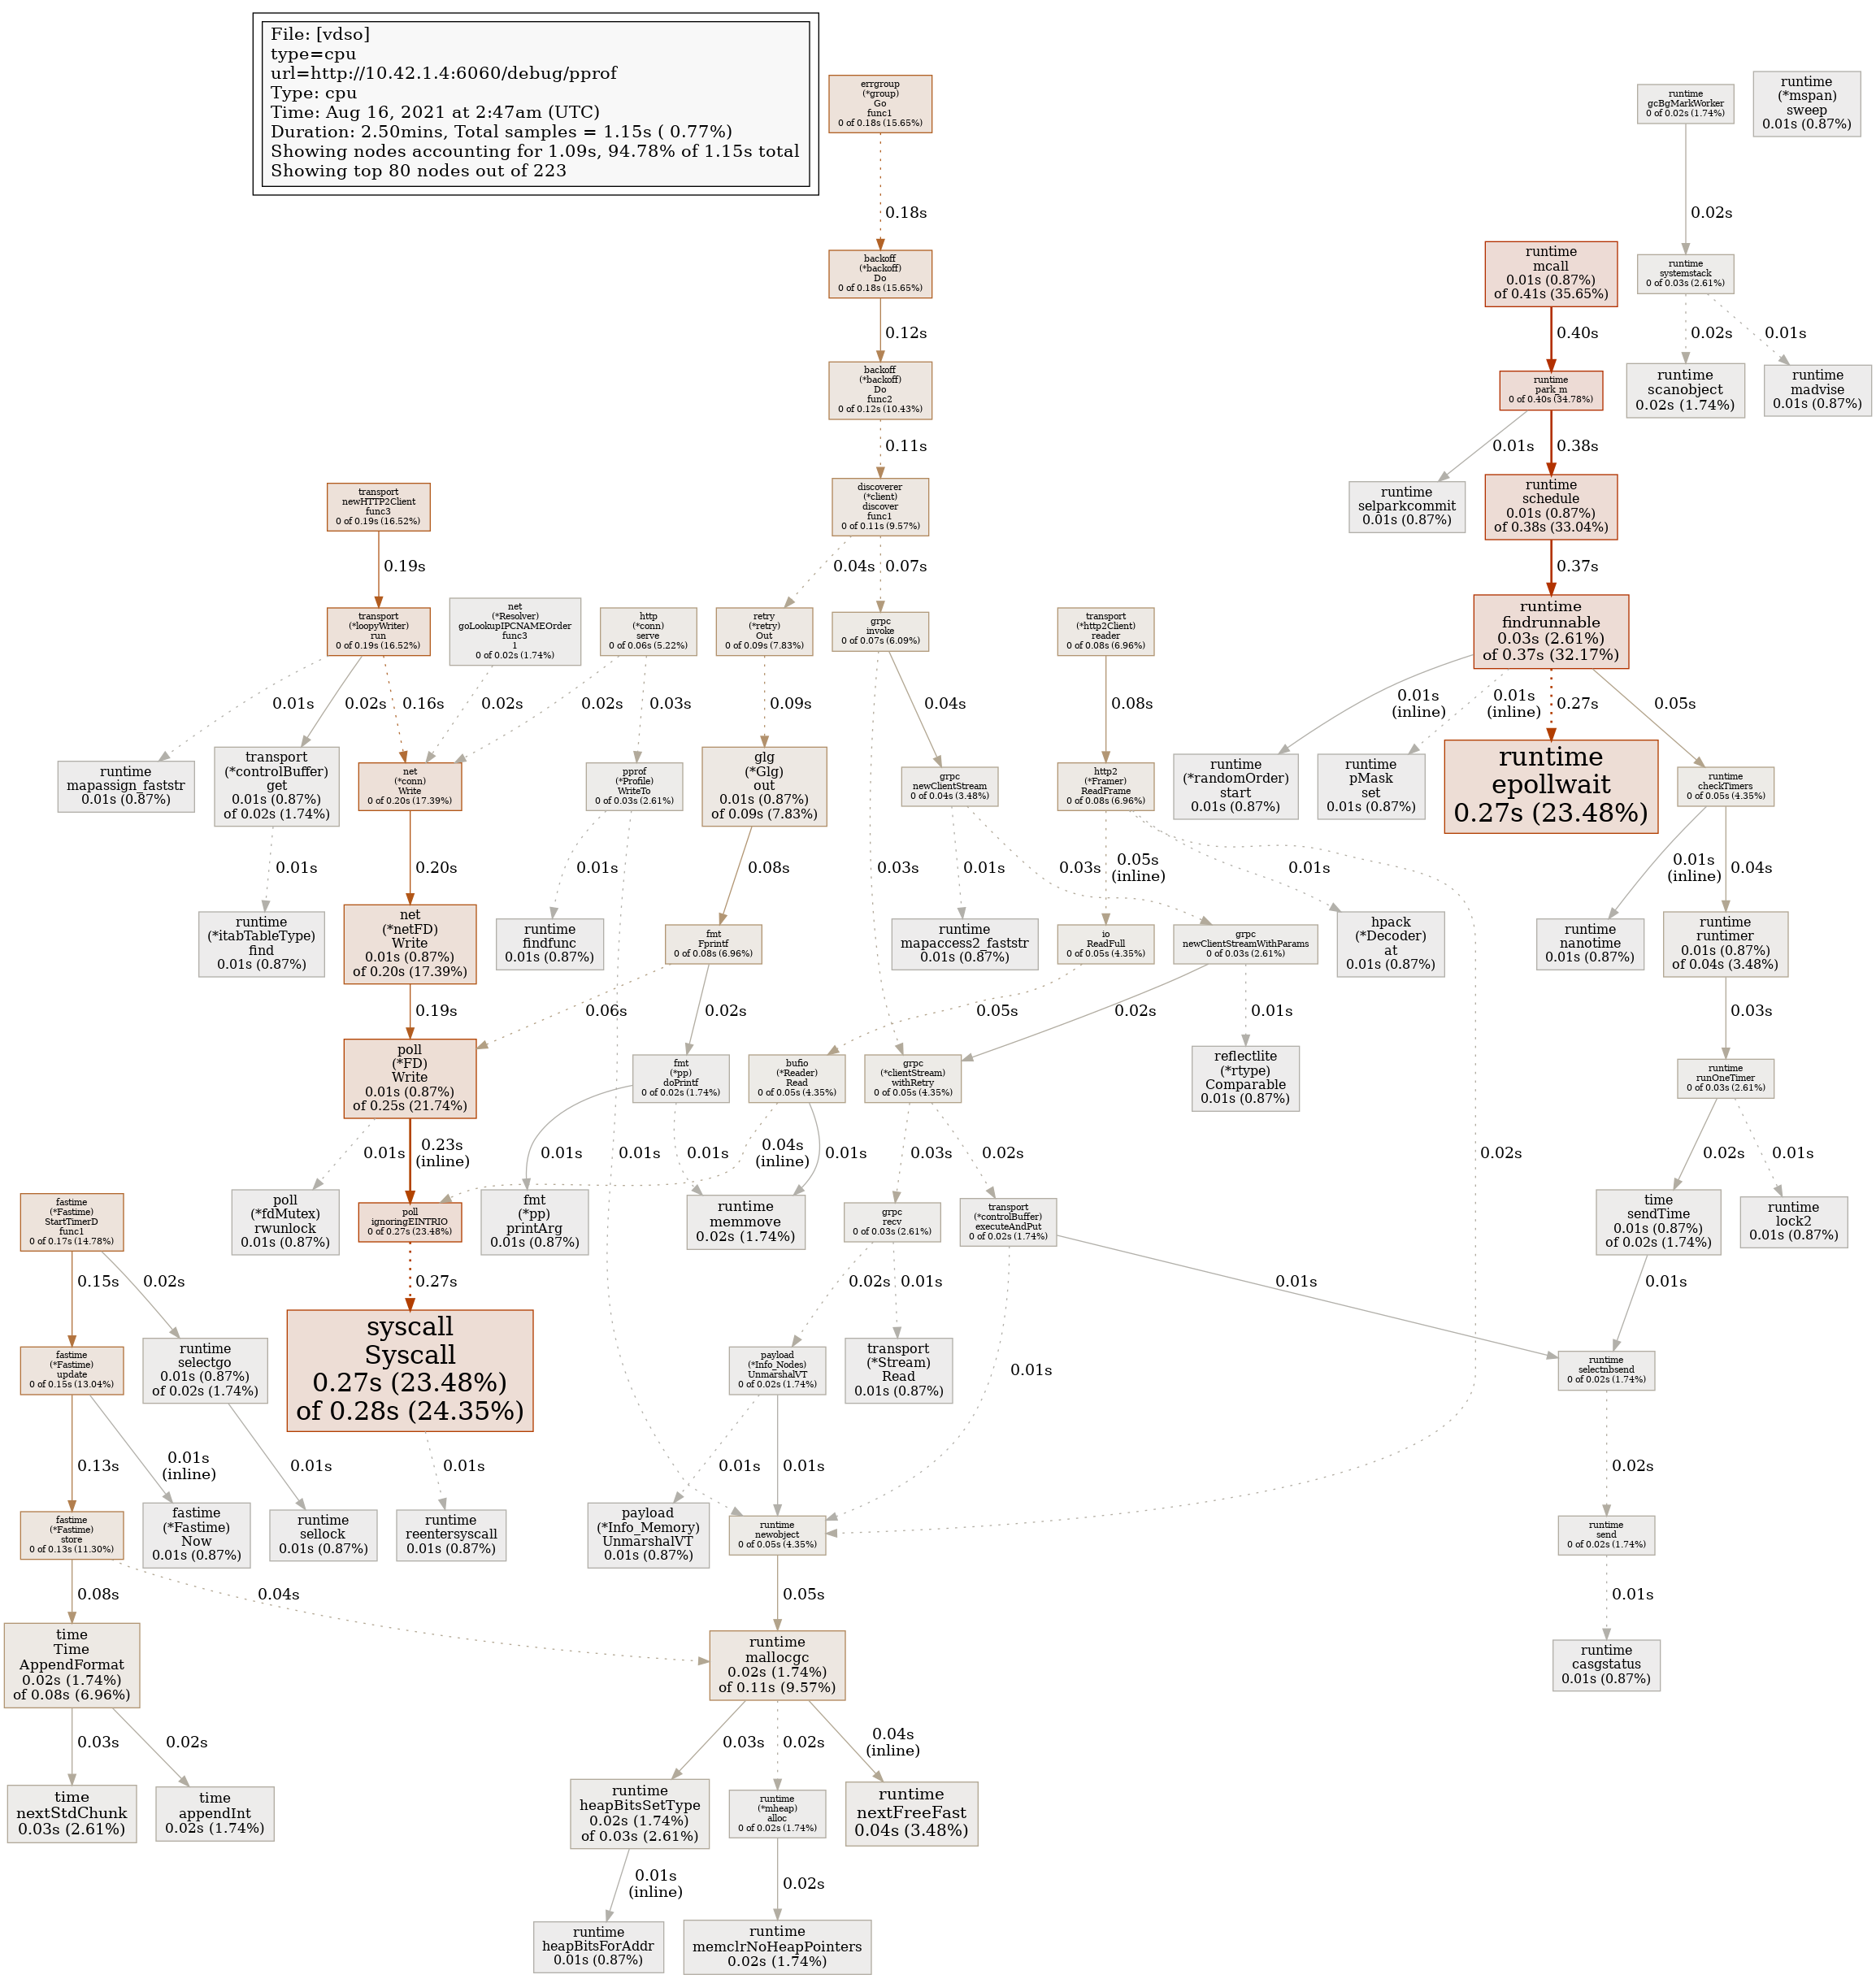 File: [vdso]
type=cpu
url=http://10.42.1.4:6060/debug/pprof
Type: cpu
Time: Aug 16, 2021 at 2:47am (UTC)
Duration: 2.50mins, Total samples = 1.15s ( 0.77%)
Showing nodes accounting for 1.09s, 94.78% of 1.15s total
Showing top 80 nodes out of 223
errgroup
(*group)
Go
func1
0 of 0.18s (15.65%)
runtime
gcBgMarkWorker
0 of 0.02s (1.74%)
runtime
(*mspan)
sweep
0.01s (0.87%)
0.18s
0.02s
backoff
(*backoff)
Do
0 of 0.18s (15.65%)
runtime
mcall
0.01s (0.87%)
of 0.41s (35.65%)
runtime
systemstack
0 of 0.03s (2.61%)
0.12s
0.40s
0.02s
0.01s
backoff
(*backoff)
Do
func2
0 of 0.12s (10.43%)
runtime
park_m
0 of 0.40s (34.78%)
runtime
scanobject
0.02s (1.74%)
runtime
madvise
0.01s (0.87%)
0.11s
0.01s
0.38s
transport
newHTTP2Client
func3
0 of 0.19s (16.52%)
discoverer
(*client)
discover
func1
0 of 0.11s (9.57%)
runtime
selparkcommit
0.01s (0.87%)
runtime
schedule
0.01s (0.87%)
of 0.38s (33.04%)
0.19s
0.04s
0.07s
0.37s
transport
(*loopyWriter)
run
0 of 0.19s (16.52%)
net
(*Resolver)
goLookupIPCNAMEOrder
func3
1
0 of 0.02s (1.74%)
http
(*conn)
serve
0 of 0.06s (5.22%)
retry
(*retry)
Out
0 of 0.09s (7.83%)
grpc
invoke
0 of 0.07s (6.09%)
transport
(*http2Client)
reader
0 of 0.08s (6.96%)
runtime
findrunnable
0.03s (2.61%)
of 0.37s (32.17%)
0.01s
0.02s
0.16s
0.02s
0.02s
0.03s
0.09s
0.04s
0.08s
0.01s
(inline)
0.01s
(inline)
0.27s
0.05s
runtime
mapassign_faststr
0.01s (0.87%)
transport
(*controlBuffer)
get
0.01s (0.87%)
of 0.02s (1.74%)
net
(*conn)
Write
0 of 0.20s (17.39%)
pprof
(*Profile)
WriteTo
0 of 0.03s (2.61%)
glg
(*Glg)
out
0.01s (0.87%)
of 0.09s (7.83%)
grpc
newClientStream
0 of 0.04s (3.48%)
http2
(*Framer)
ReadFrame
0 of 0.08s (6.96%)
runtime
(*randomOrder)
start
0.01s (0.87%)
runtime
pMask
set
0.01s (0.87%)
runtime
epollwait
0.27s (23.48%)
runtime
checkTimers
0 of 0.05s (4.35%)
0.01s
0.20s
0.01s
0.08s
0.03s
0.01s
0.03s
0.05s
(inline)
0.01s
0.01s
(inline)
0.04s
runtime
(*itabTableType)
find
0.01s (0.87%)
net
(*netFD)
Write
0.01s (0.87%)
of 0.20s (17.39%)
runtime
findfunc
0.01s (0.87%)
fmt
Fprintf
0 of 0.08s (6.96%)
runtime
mapaccess2_faststr
0.01s (0.87%)
io
ReadFull
0 of 0.05s (4.35%)
grpc
newClientStreamWithParams
0 of 0.03s (2.61%)
hpack
(*Decoder)
at
0.01s (0.87%)
runtime
nanotime
0.01s (0.87%)
runtime
runtimer
0.01s (0.87%)
of 0.04s (3.48%)
0.19s
0.06s
0.02s
0.05s
0.02s
0.01s
0.03s
poll
(*FD)
Write
0.01s (0.87%)
of 0.25s (21.74%)
fmt
(*pp)
doPrintf
0 of 0.02s (1.74%)
bufio
(*Reader)
Read
0 of 0.05s (4.35%)
grpc
(*clientStream)
withRetry
0 of 0.05s (4.35%)
reflectlite
(*rtype)
Comparable
0.01s (0.87%)
runtime
runOneTimer
0 of 0.03s (2.61%)
0.01s
0.23s
(inline)
0.01s
0.01s
0.01s
0.04s
(inline)
0.01s
0.03s
0.02s
0.02s
0.02s
0.01s
fastime
(*Fastime)
StartTimerD
func1
0 of 0.17s (14.78%)
poll
(*fdMutex)
rwunlock
0.01s (0.87%)
poll
ignoringEINTRIO
0 of 0.27s (23.48%)
fmt
(*pp)
printArg
0.01s (0.87%)
runtime
memmove
0.02s (1.74%)
grpc
recv
0 of 0.03s (2.61%)
transport
(*controlBuffer)
executeAndPut
0 of 0.02s (1.74%)
time
sendTime
0.01s (0.87%)
of 0.02s (1.74%)
runtime
lock2
0.01s (0.87%)
0.15s
0.02s
0.27s
0.02s
0.01s
0.01s
0.01s
fastime
(*Fastime)
update
0 of 0.15s (13.04%)
runtime
selectgo
0.01s (0.87%)
of 0.02s (1.74%)
syscall
Syscall
0.27s (23.48%)
of 0.28s (24.35%)
payload
(*Info_Nodes)
UnmarshalVT
0 of 0.02s (1.74%)
transport
(*Stream)
Read
0.01s (0.87%)
0.01s
runtime
selectnbsend
0 of 0.02s (1.74%)
0.13s
0.01s
(inline)
0.01s
0.01s
0.01s
0.01s
0.02s
fastime
(*Fastime)
store
0 of 0.13s (11.30%)
fastime
(*Fastime)
Now
0.01s (0.87%)
runtime
sellock
0.01s (0.87%)
runtime
reentersyscall
0.01s (0.87%)
payload
(*Info_Memory)
UnmarshalVT
0.01s (0.87%)
runtime
newobject
0 of 0.05s (4.35%)
runtime
send
0 of 0.02s (1.74%)
0.08s
0.04s
0.05s
0.01s
time
Time
AppendFormat
0.02s (1.74%)
of 0.08s (6.96%)
runtime
mallocgc
0.02s (1.74%)
of 0.11s (9.57%)
runtime
casgstatus
0.01s (0.87%)
0.03s
0.02s
0.03s
0.02s
0.04s
(inline)
time
nextStdChunk
0.03s (2.61%)
time
appendInt
0.02s (1.74%)
runtime
heapBitsSetType
0.02s (1.74%)
of 0.03s (2.61%)
runtime
(*mheap)
alloc
0 of 0.02s (1.74%)
runtime
nextFreeFast
0.04s (3.48%)
0.01s
(inline)
0.02s
runtime
heapBitsForAddr
0.01s (0.87%)
runtime
memclrNoHeapPointers
0.02s (1.74%)